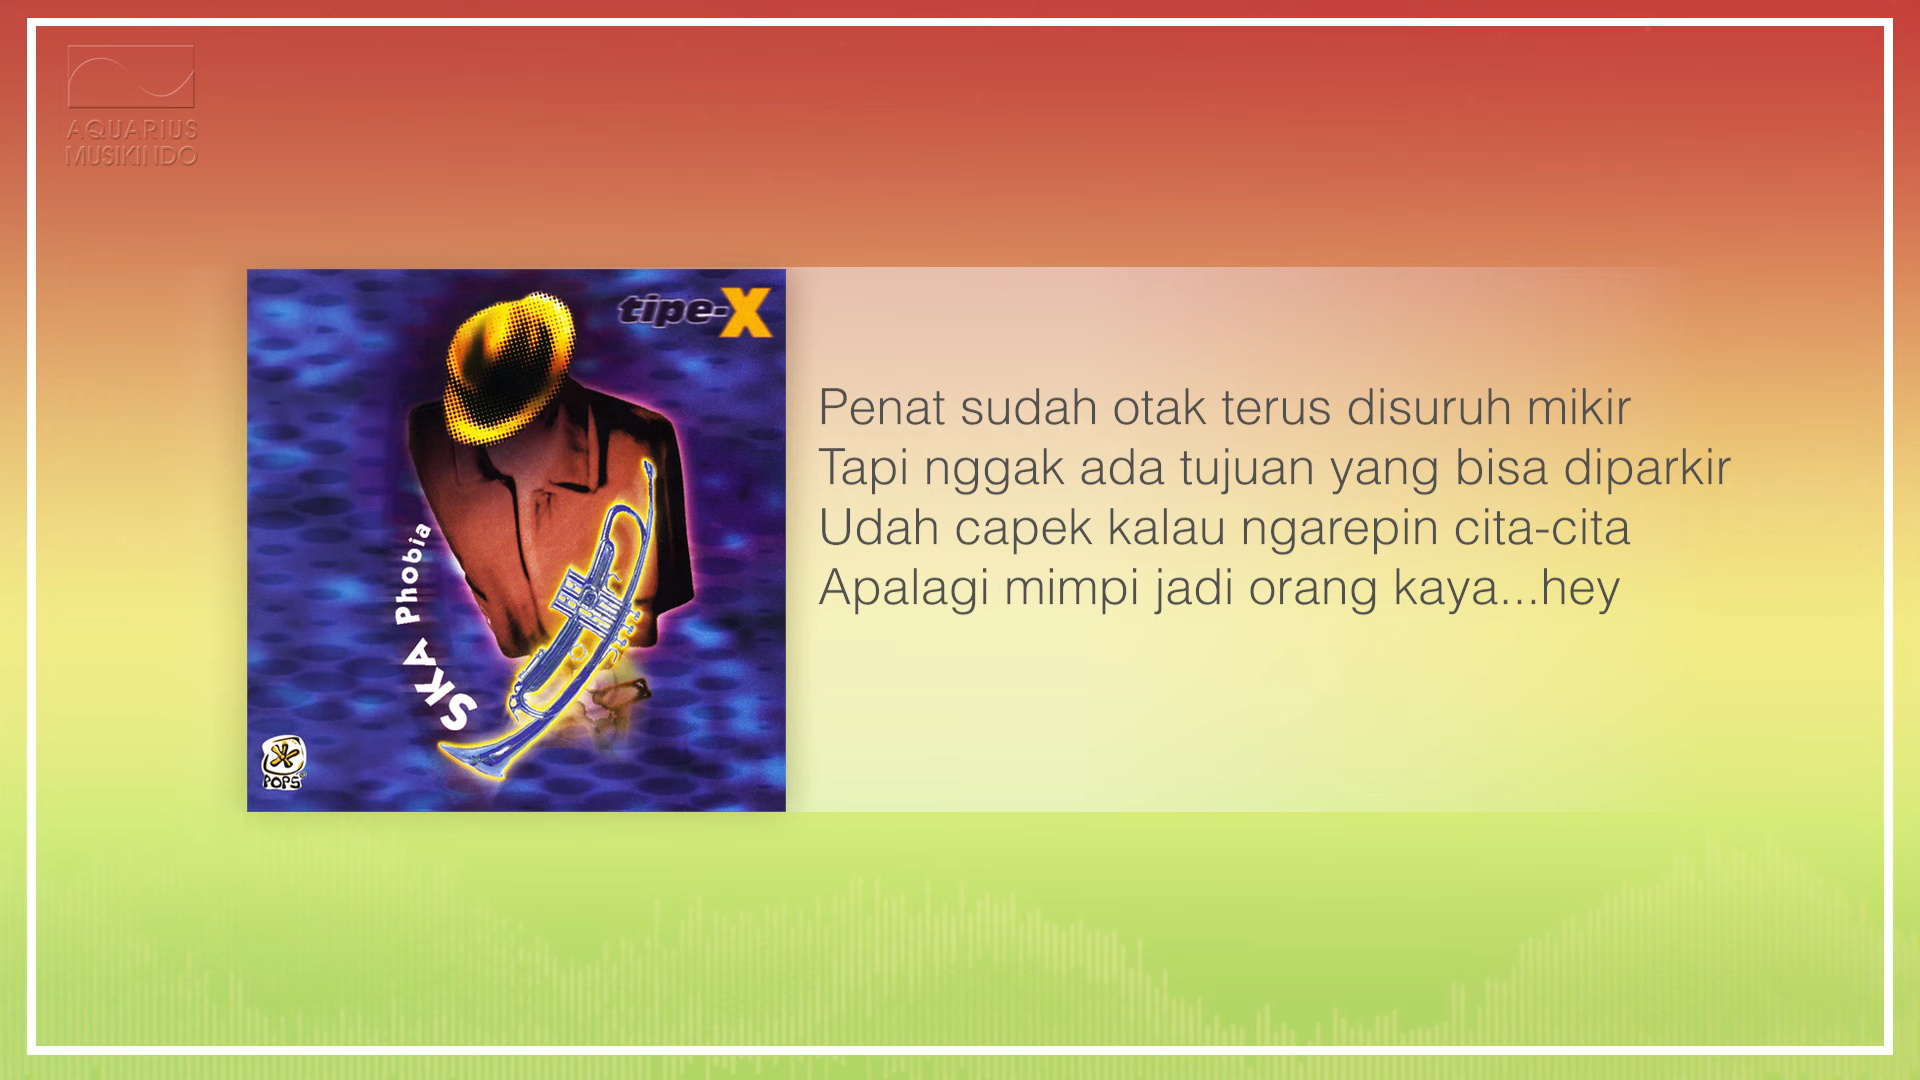 AQUARIUS
MUSIKINDO
tipe-X
SKA Phobia
POPS
Penat sudah otak terus disuruh mikir
Tapi nggak ada tujuan yang bisa diparkir
Udah capek kalau ngarepin cita-cita
Apalagi mimpi jadi orang kaya...hey